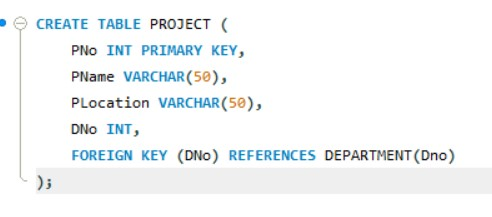 CREATE TABLE PROJECT (
PNo INT PRIMARY KEY,
PName VARCHAR(50),
PLocation VARCHAR(50),
DNo INT,
FOREIGN KEY (DNo) REFERENCES DEPARTMENT(Dno)
);